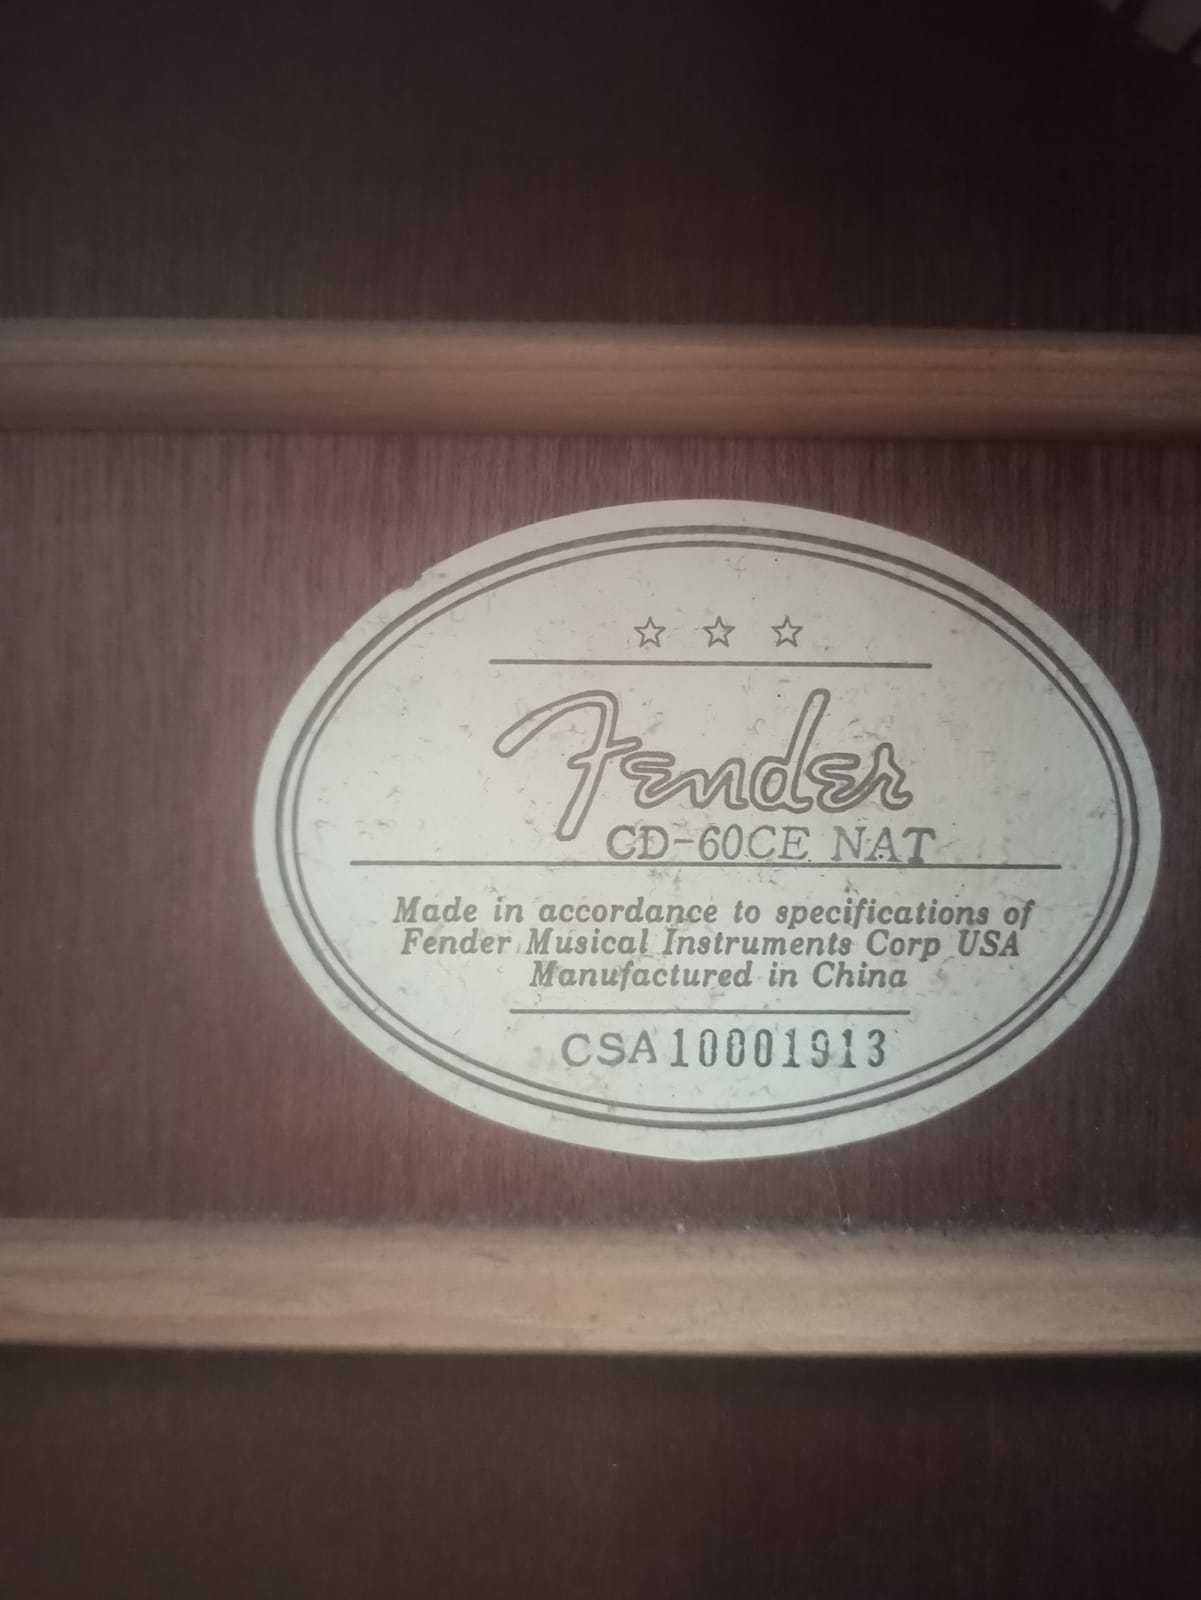 Fender
CD-60CE NAT
Made in accordance to specifications of
Fender Musical Instruments Corp USA
Manufactured in China
CSA10001913